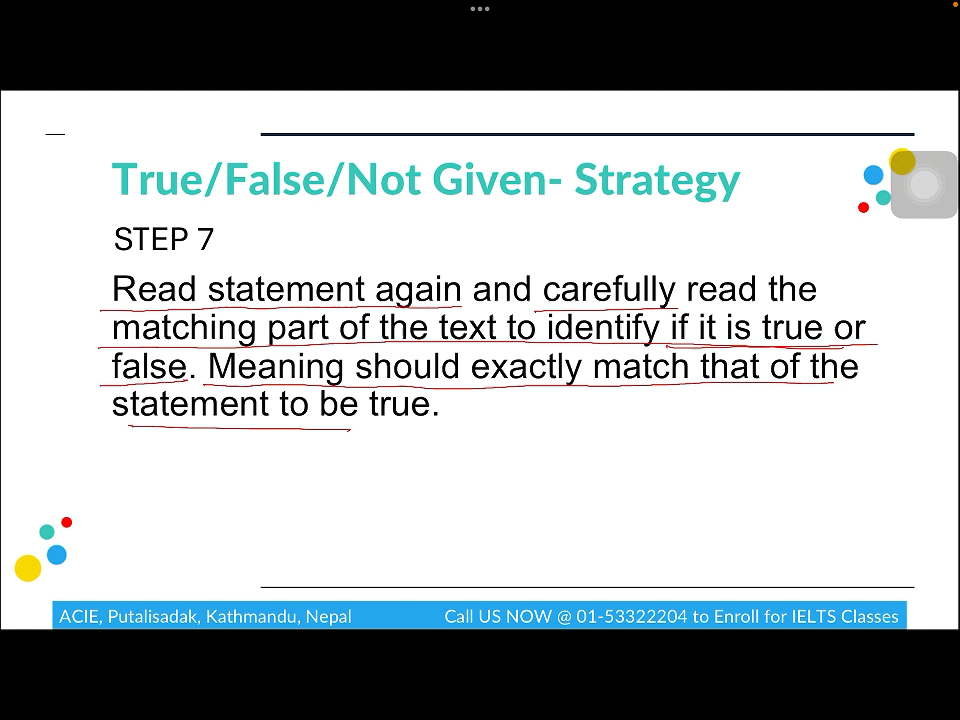 True/False/Not Given- Strategy
STEP 7
Read statement again and carefully read the
matching part of the text to identify if it is true or
false. Meaning should exactly match that of the
statement to be true.
ACIE, Putalisadak, Kathmandu, Nepal
Call US NOW @ 01-53322204 to Enroll for IELTS Classes